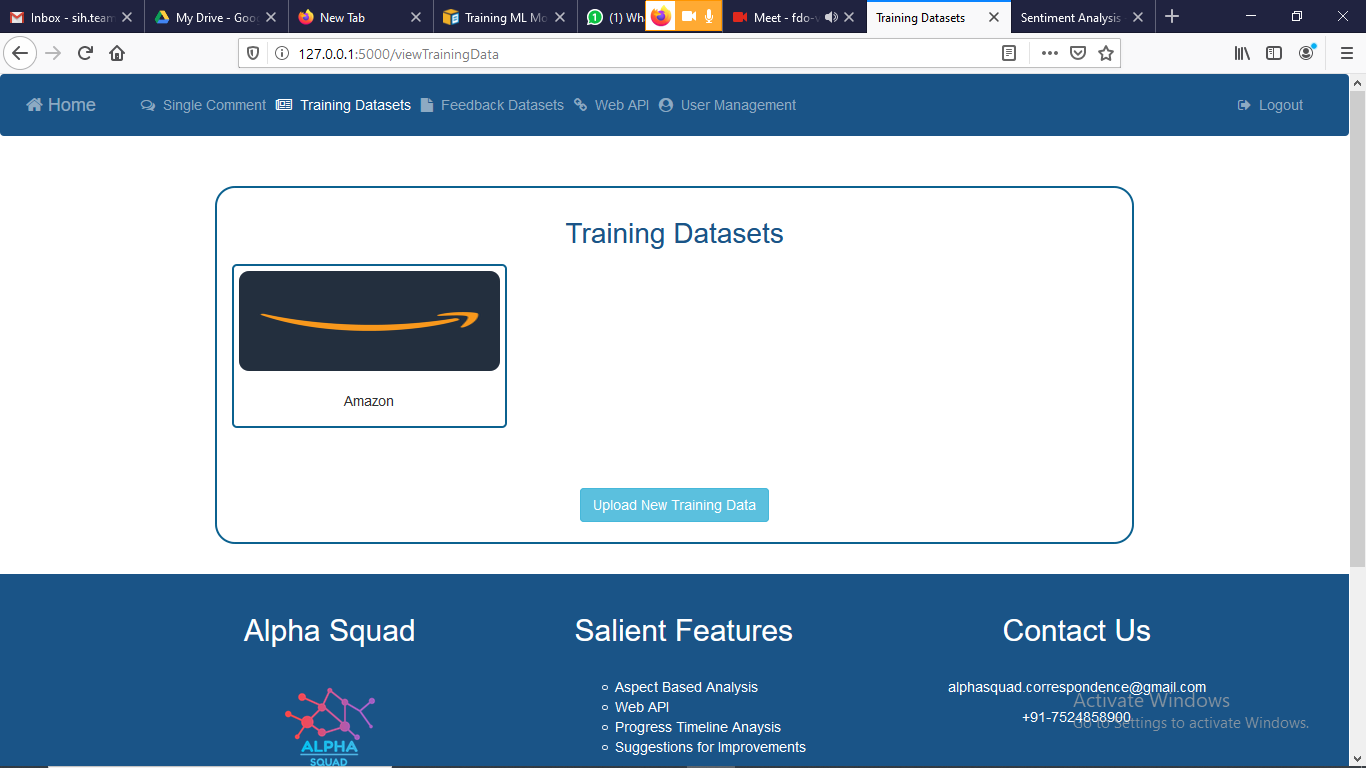 Inbox - sih.team
My Drive - Goo
New Tab
Training ML Mo
(1) Wh
Meet - fdo-v
Training Datasets
Sentiment Analysis
127.0.0.1:5000/viewTrainingData
Home
Single Comment
Training Datasets
Feedback Datasets
Web API
User Management
Logout
Training Datasets
Amazon
Upload New Training Data
Alpha Squad
ALPHA
SQUAD
Salient Features
Aspect Based Analysis
Web API
Progress Timeline Anaysis
Suggestions for Improvements
Contact Us
alphasquad.correspondence@gmail.com
+91-7524858900
Activate Windows
Go to Settings to activate Windows.